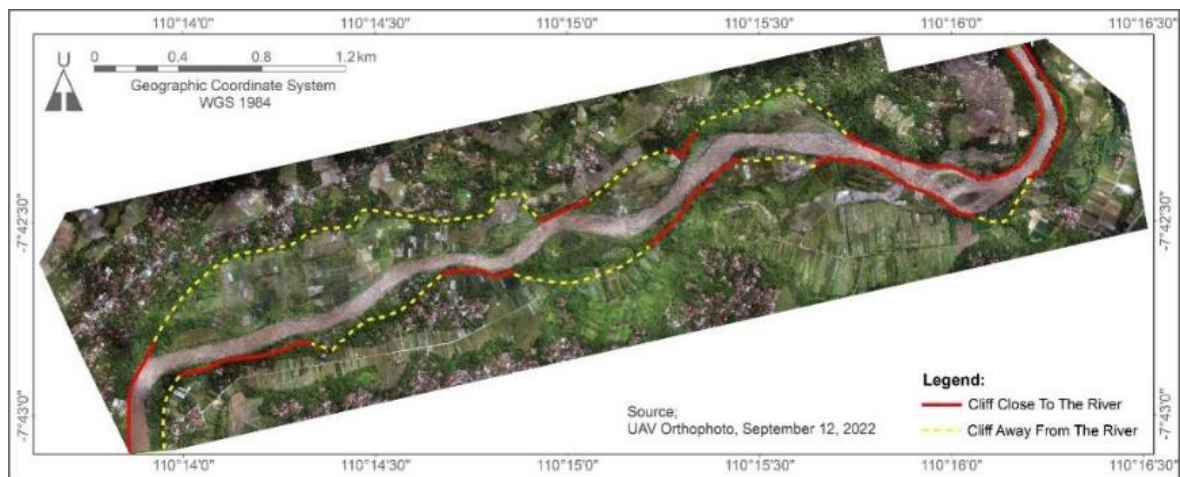 110°14'0" 110°14'30" 110°15'0" 110°15'30" 110°16'0" 110°16'30"
U
0 0.4 0.8 1.2 km
Geographic Coordinate System
WGS 1984
-7°42'30" -7°42'30"
-7°43'0" -7°43'0"
Legend:
Cliff Close To The River
Cliff Away From The River
Source;
UAV Orthophoto, September 12, 2022
110°14'0" 110°14'30" 110°15'0" 110°15'30" 110°16'0" 110°16'30"